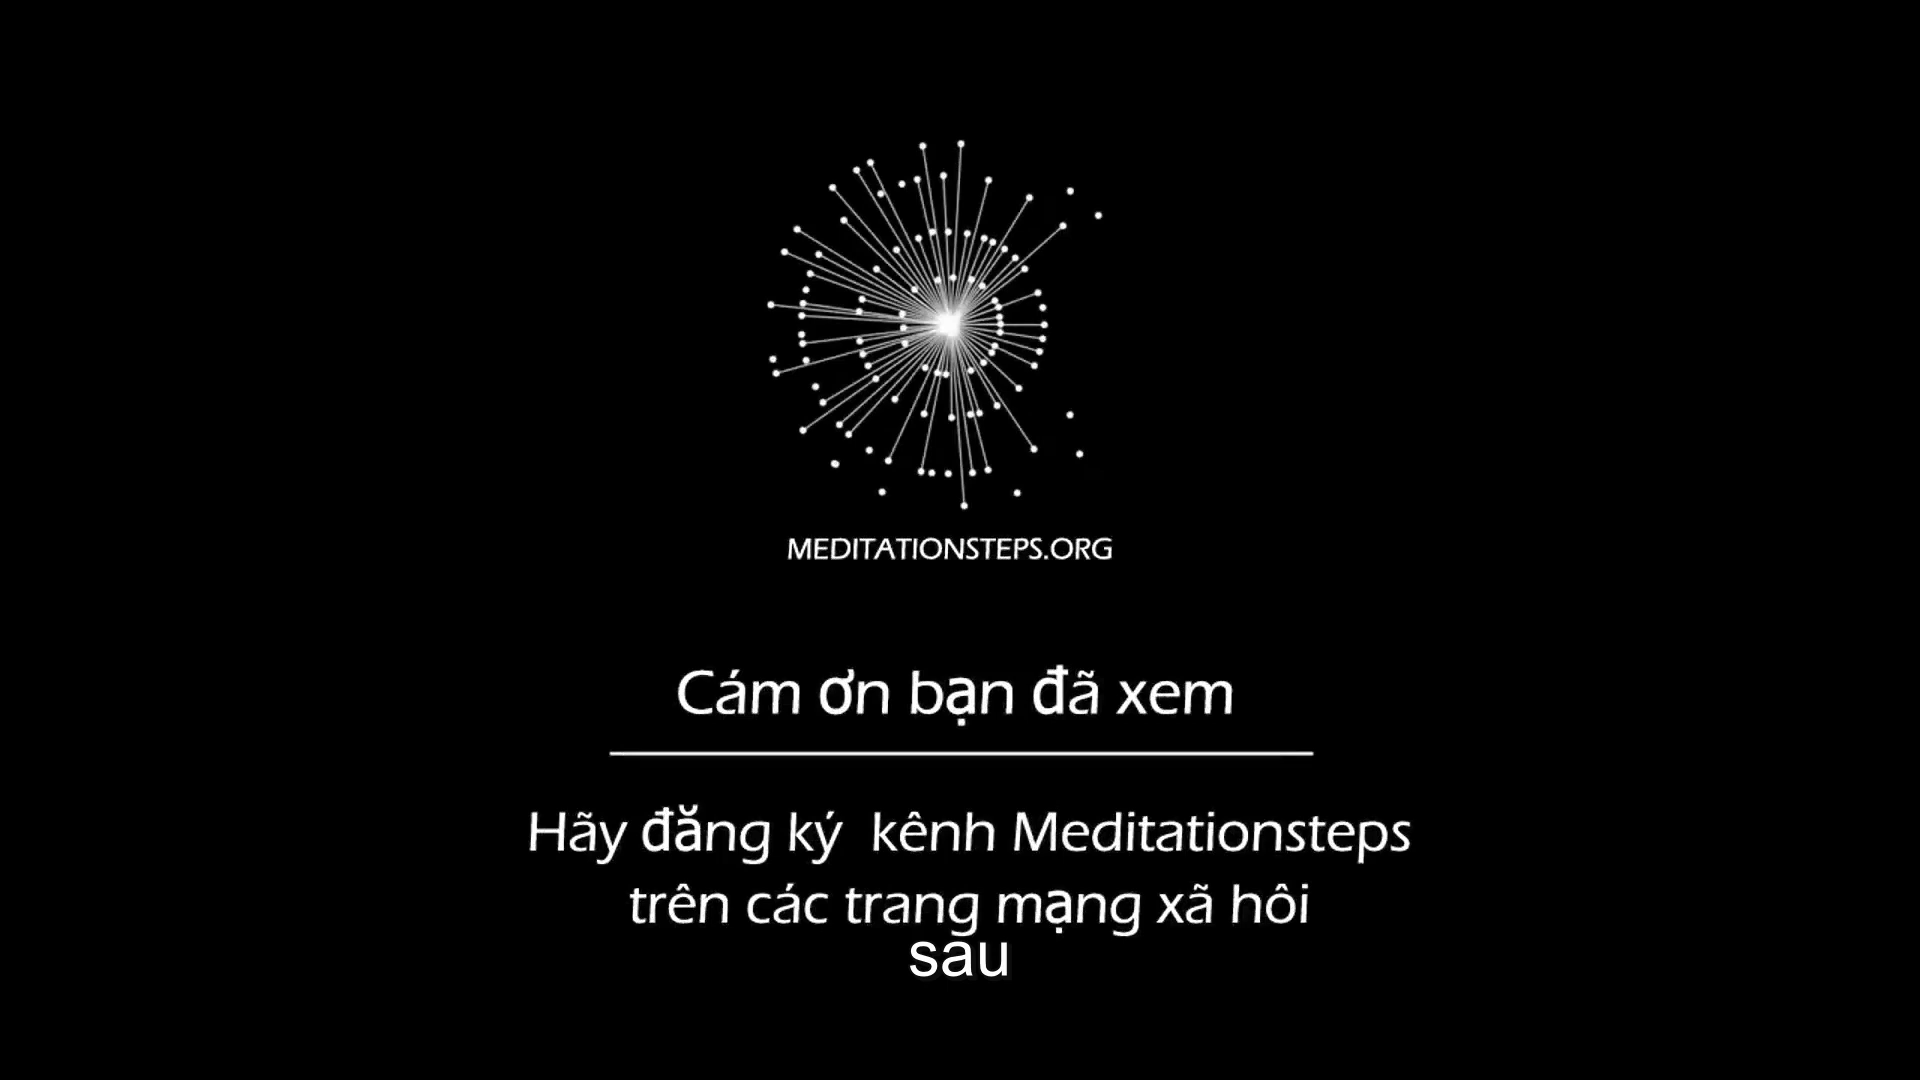 MEDITATIONSTEPS.ORG
Cám ơn bạn đã xem
Hãy đăng ký kênh Meditationsteps
trên các trang mạng xã hôi
sau